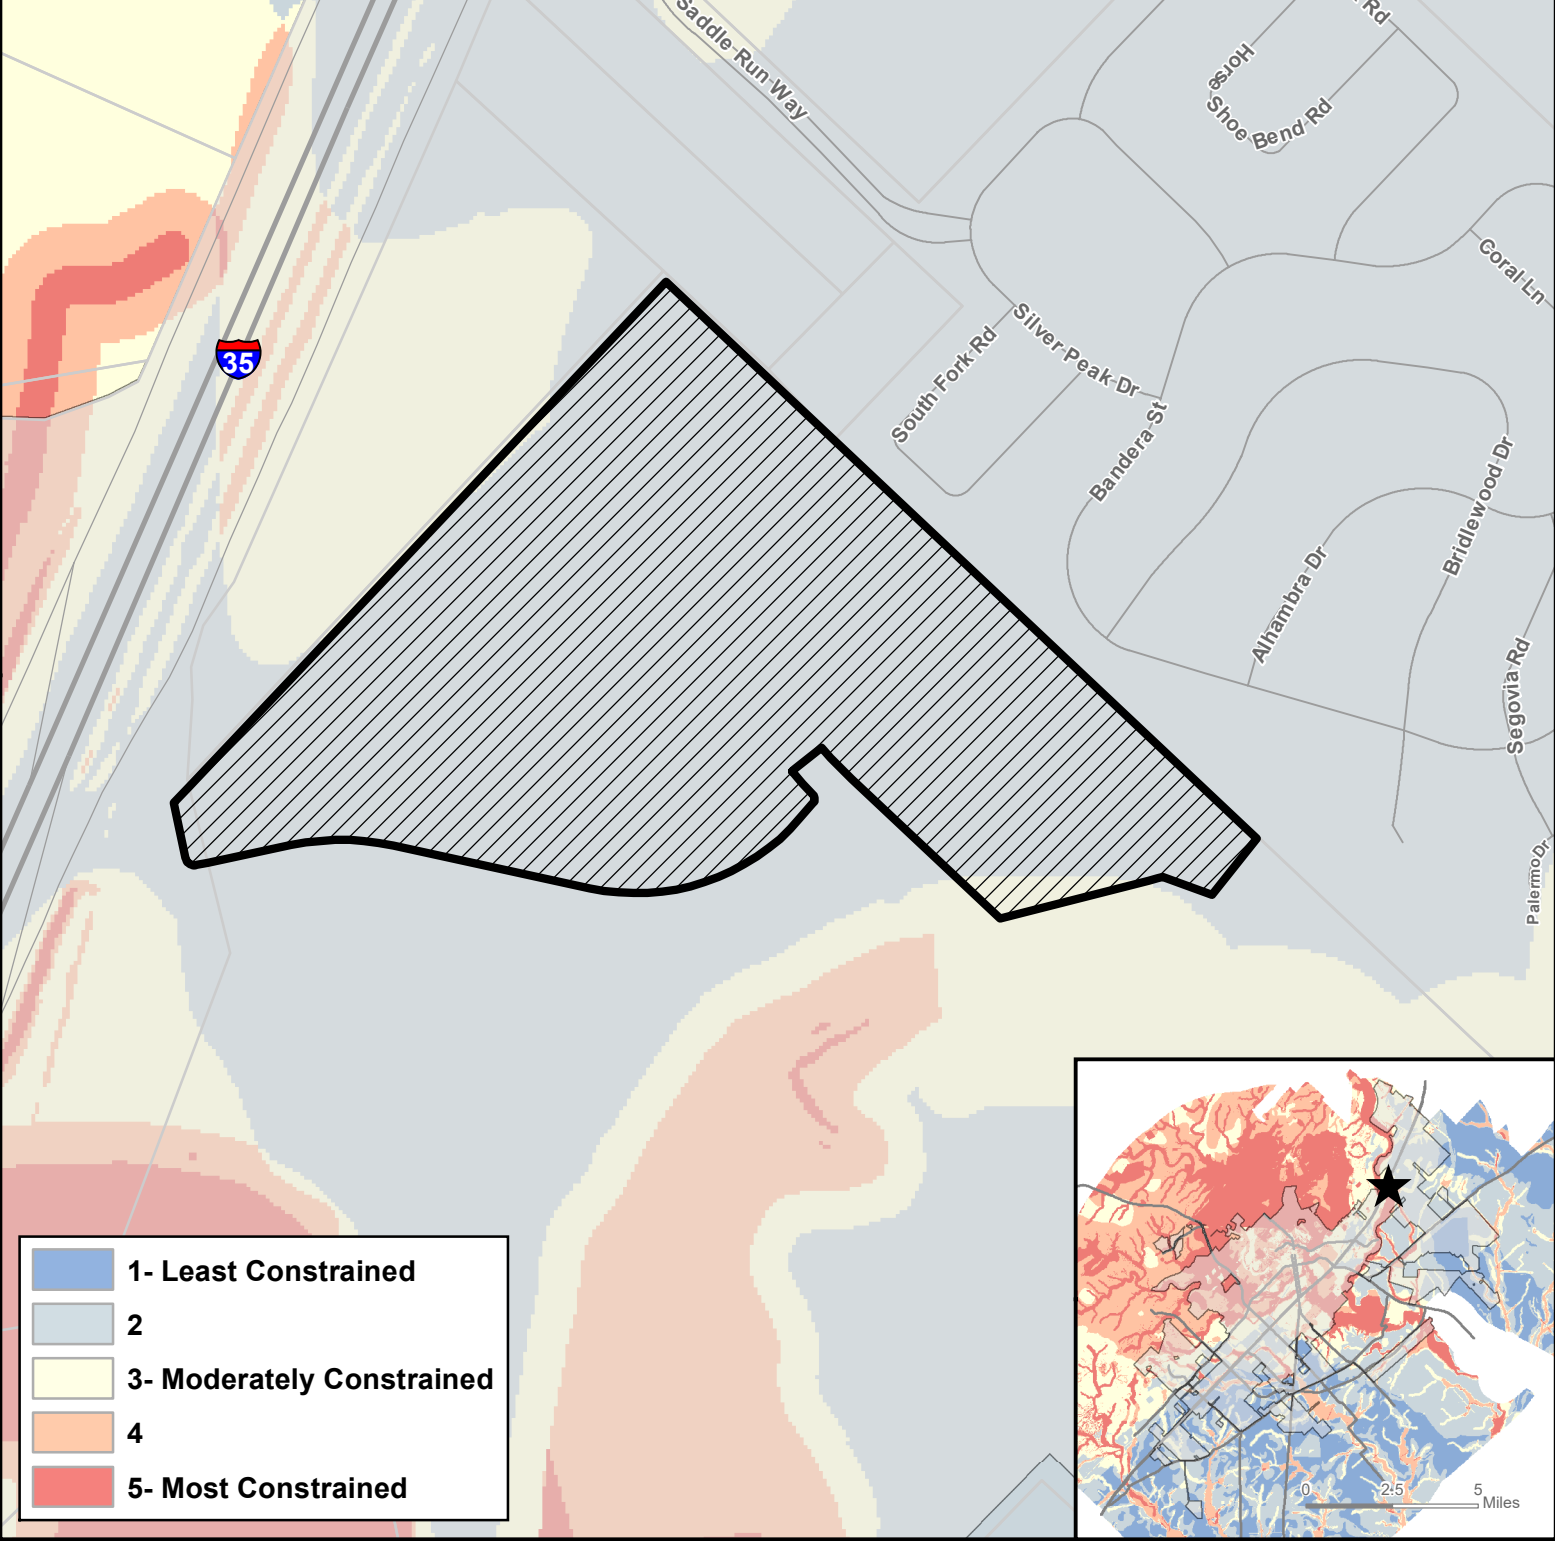 Saddle Run Way
Rd
Horse
Shoe Bend Rd
Coral Ln
35
Silver Peak Dr
South Fork Rd
Bandera St
Bridlewood Dr
Alhambra Dr
Segovia Rd
Palermo Dr
1- Least Constrained
2
3- Moderately Constrained
4
5- Most Constrained
0 2.5 5
Miles